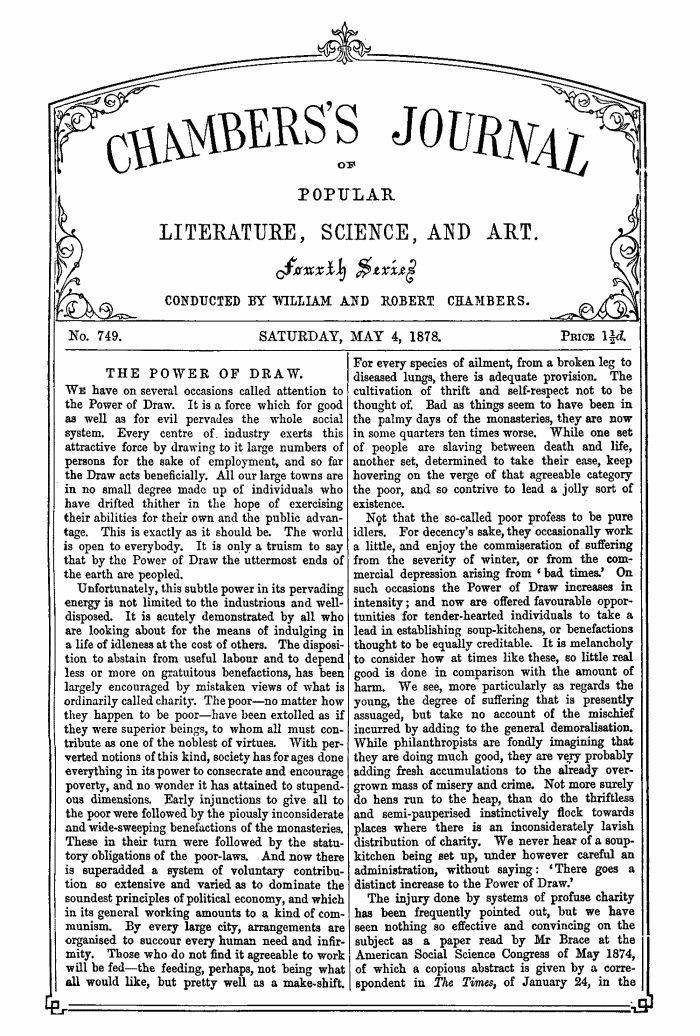 CHAMBERS'S JOURNAL
OF
POPULAR
LITERATURE, SCIENCE, AND ART.
Fourth Series
CONDUCTED BY WILLIAM AND ROBERT CHAMBERS.
No. 749.
SATURDAY, MAY 4, 1878.
PRICE 1½d.
THE POWER OF DRAW.
WE have on several occasions called attention to
the Power of Draw. It is a force which for good
as well as for evil pervades the whole social
system. Every centre of industry exerts this
attractive force by drawing to it large numbers of
persons for the sake of employment, and so far
the Draw acts beneficially. All our large towns are
in no small degree made up of individuals who
have drifted thither in the hope of exercising
their abilities for their own and the public advan-
tage. This is exactly as it should be. The world
is open to everybody. It is only a truism to say
that by the Power of Draw the uttermost ends of
the earth are peopled.
Unfortunately, this subtle power in its pervading
energy is not limited to the industrious and well-
disposed. It is acutely demonstrated by all who
are looking about for the means of indulging in
a life of idleness at the cost of others. The disposi-
tion to abstain from useful labour and to depend
less or more on gratuitous benefactions, has been
largely encouraged by mistaken views of what is
ordinarily called charity. The poor—no matter how
they happen to be poor—have been extolled as if
they were superior beings, to whom all must con-
tribute as one of the noblest of virtues. With per-
verted notions of this kind, society has for ages done
everything in its power to consecrate and encourage
poverty, and no wonder it has attained to stupend-
ous dimensions. Early injunctions to give all to
the poor were followed by the piously inconsiderate
and wide-sweeping benefactions of the monasteries.
These in their turn were followed by the statu-
tory obligations of the poor-laws. And now there
is superadded a system of voluntary contribu-
tion so extensive and varied as to dominate the
soundest principles of political economy, and which
in its general working amounts to a kind of com-
munism. By every large city, arrangements are
organised to succour every human need and infir-
mity. Those who do not find it agreeable to work
will be fed—the feeding, perhaps, not being what
all would like, but pretty well as a make-shift.
For every species of ailment, from a broken leg to
diseased lungs, there is adequate provision. The
cultivation of thrift and self-respect not to be
thought of. Bad as things seem to have been in
the palmy days of the monasteries, they are now
in some quarters ten times worse. While one set
of people are slaving between death and life,
another set, determined to take their ease, keep
hovering on the verge of that agreeable category
the poor, and so contrive to lead a jolly sort of
existence.
Not that the so-called poor profess to be pure
idlers. For decency's sake, they occasionally work
a little, and enjoy the commiseration of suffering
from the severity of winter, or from the com-
mercial depression arising from 'bad times.' On
such occasions the Power of Draw increases in
intensity; and now are offered favourable oppor-
tunities for tender-hearted individuals to take a
lead in establishing soup-kitchens, or benefactions
thought to be equally creditable. It is melancholy
to consider how at times like these, so little real
good is done in comparison with the amount of
harm. We see, more particularly as regards the
young, the degree of suffering that is presently
assuaged, but take no account of the mischief
incurred by adding to the general demoralisation.
While philanthropists are fondly imagining that
they are doing much good, they are very probably
adding fresh accumulations to the already over-
grown mass of misery and crime. Not more surely
do hens run to the heap, than do the thriftless
and semi-pauperised instinctively flock towards
places where there is an inconsiderately lavish
distribution of charity. We never hear of a soup-
kitchen being set up, under however careful an
administration, without saying: 'There goes a
distinct increase to the Power of Draw.'
The injury done by systems of profuse charity
has been frequently pointed out, but we have
seen nothing so effective and convincing on the
subject as a paper read by Mr Brace at the
American Social Science Congress of May 1874,
of which a copious abstract is given by a corre-
spondent in The Times, of January 24, in the